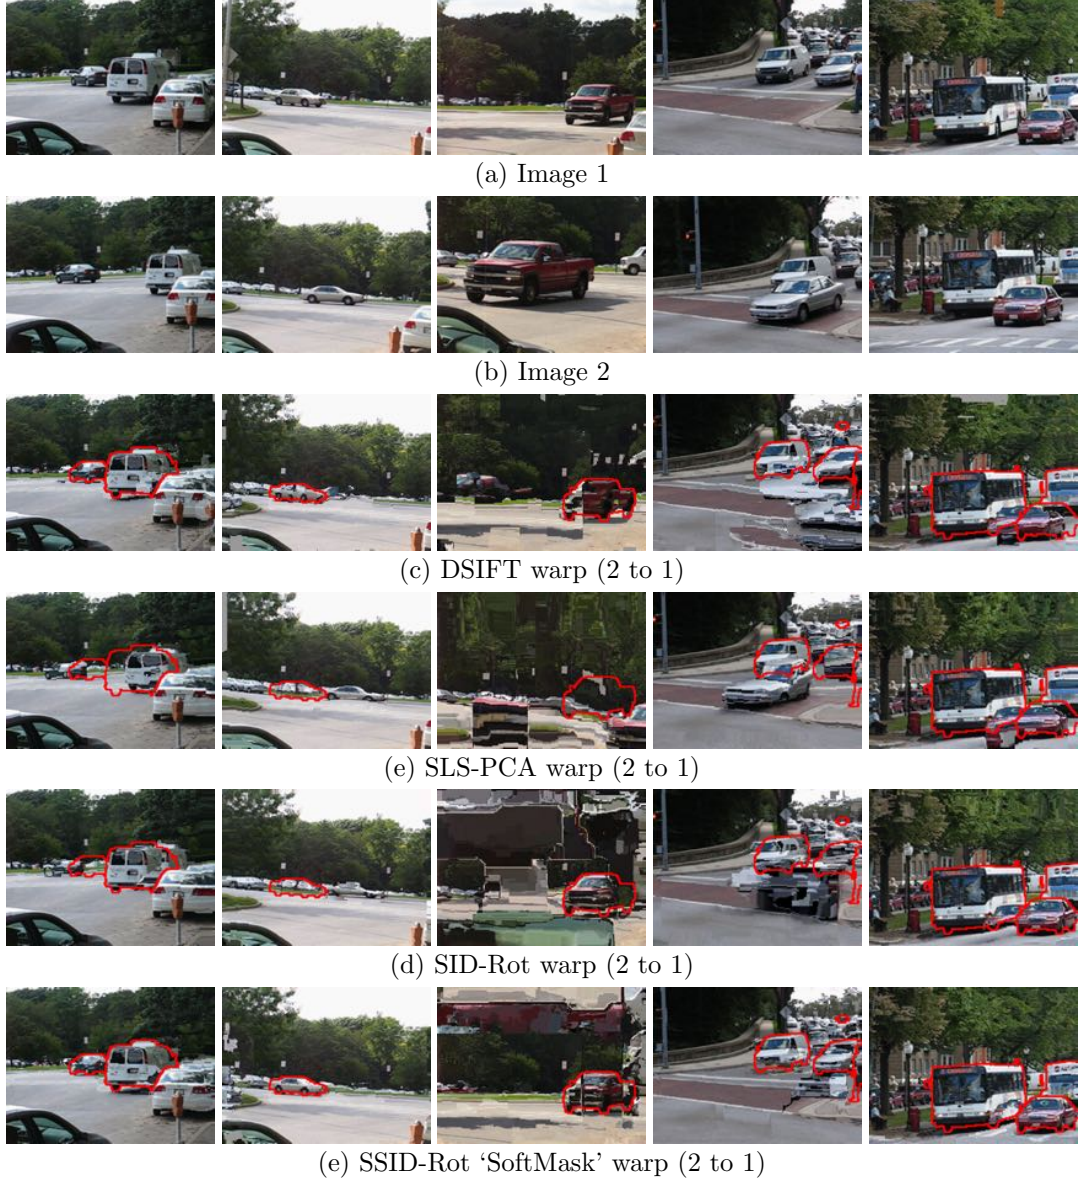 (a) Image 1
(b) Image 2
(c) DSIFT warp (2 to 1)
(e) SLS-PCA warp (2 to 1)
(d) SID-Rot warp (2 to 1)
(e) SSID-Rot ‘SoftMask’ warp (2 to 1)